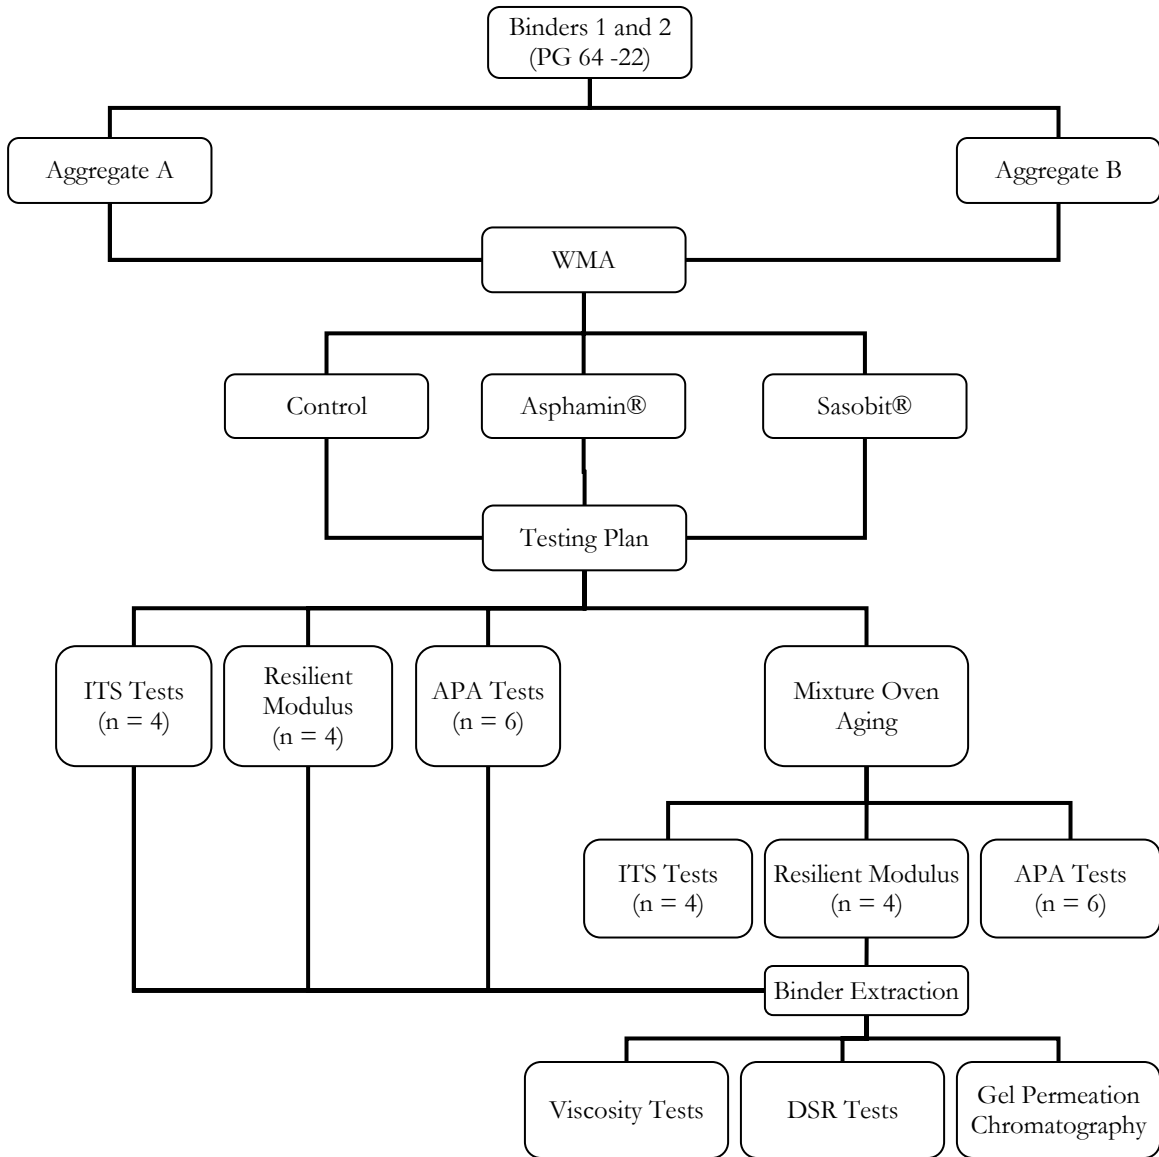 Binders 1 and 2
(PG 64 -22)
Aggregate A
Aggregate B
WMA
Control
Asphamin®
Sasobit®
Testing Plan
ITS Tests
(n = 4)
Resilient
Modulus
(n = 4)
APA Tests
(n = 6)
Mixture Oven
Aging
ITS Tests
(n = 4)
Resilient Modulus
(n = 4)
APA Tests
(n = 6)
Binder Extraction
Viscosity Tests
DSR Tests
Gel Permeation
Chromatography